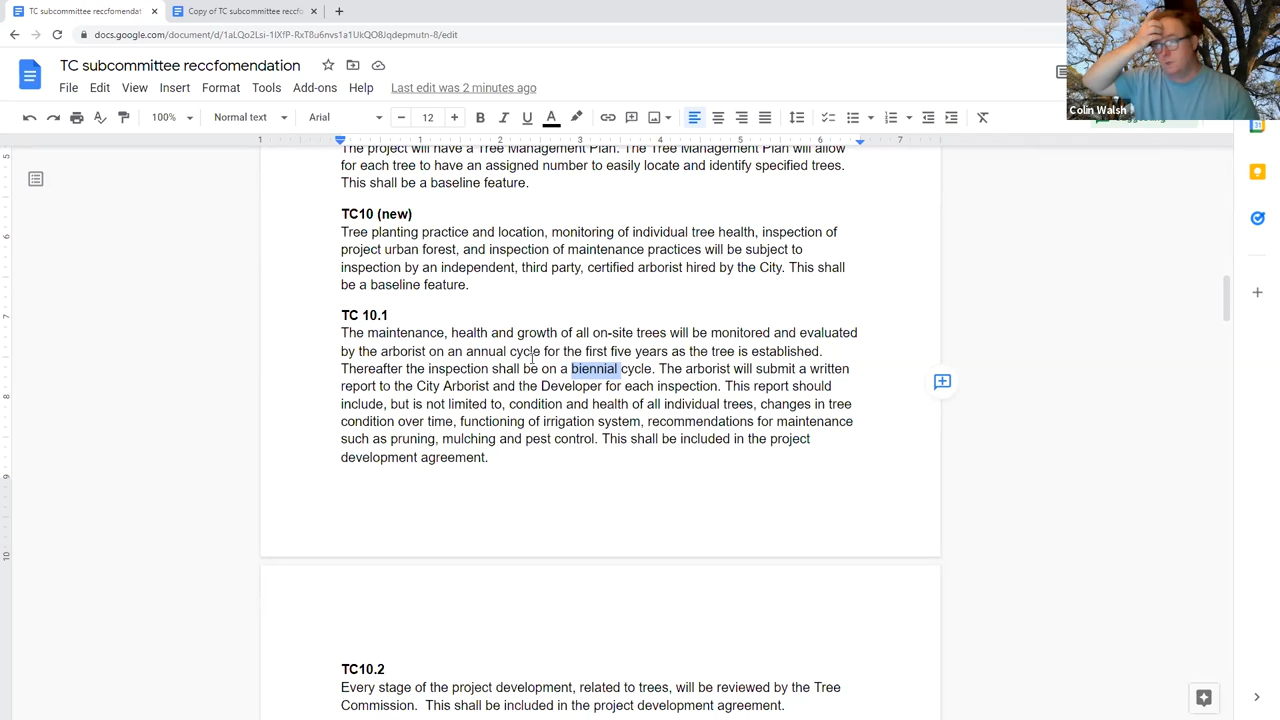 TC subcommittee reccfomendat
Copy of TC subcommittee reccfo
docs.google.com/document/d/1aLQo2Lsi-1IXfP-RxT8u6nvs1a1UkQO8Jqdepmutn-8/edit
TC subcommittee reccfomendation
File Edit View Insert Format Tools Add-ons Help Last edit was 2 minutes ago
100% Normal text Arial 12
Colin Walsh
1 1 2 3 4 5 6 7
The project will have a Tree Management Plan. The Tree Management Plan will allow
for each tree to have an assigned number to easily locate and identify specified trees.
This shall be a baseline feature.
TC10 (new)
Tree planting practice and location, monitoring of individual tree health, inspection of
project urban forest, and inspection of maintenance practices will be subject to
inspection by an independent, third party, certified arborist hired by the City. This shall
be a baseline feature.
TC 10.1
The maintenance, health and growth of all on-site trees will be monitored and evaluated
by the arborist on an annual cycle for the first five years as the tree is established.
Thereafter the inspection shall be on a biennial cycle. The arborist will submit a written
report to the City Arborist and the Developer for each inspection. This report should
include, but is not limited to, condition and health of all individual trees, changes in tree
condition over time, functioning of irrigation system, recommendations for maintenance
such as pruning, mulching and pest control. This shall be included in the project
development agreement.
TC10.2
Every stage of the project development, related to trees, will be reviewed by the Tree
Commission. This shall be included in the project development agreement.